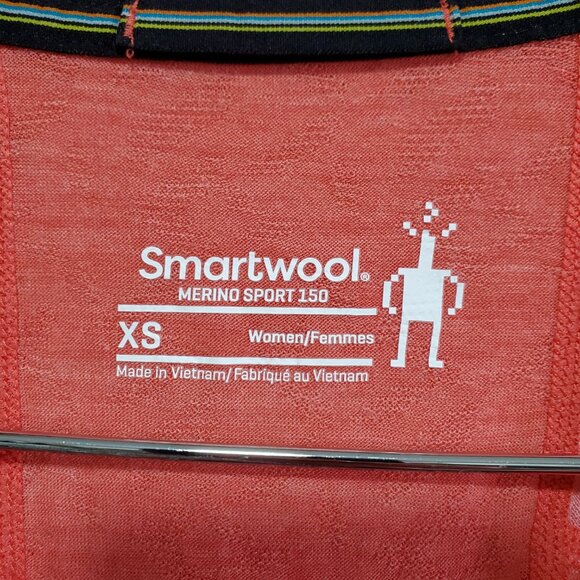 Smartwool®
MERINO SPORT 150
XS Women/Femmes
Made in Vietnam/Fabriqué au Vietnam